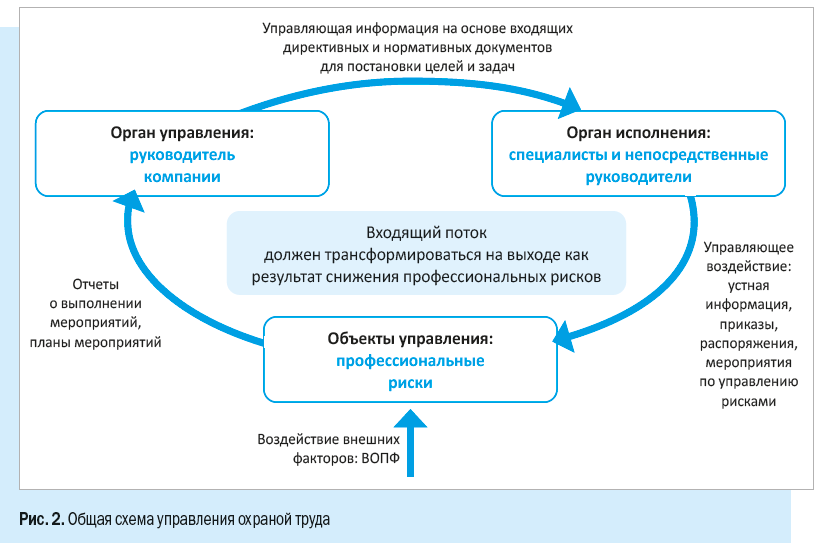 Управляющая информация на основе входящих
директивных и нормативных документов
для постановки целей и задач
Орган управления:
руководитель
компании
Орган исполнения:
специалисты и непосредственные
руководители
Входящий поток
должен трансформироваться на выходе как
результат снижения профессиональных рисков
Управляющее
воздействие:
устная
информация,
приказы,
распоряжения,
мероприятия
по управлению
рисками
Отчеты
о выполнении
мероприятий,
планы мероприятий
Объекты управления:
профессиональные
риски
Воздействие внешних
факторов: ВОПФ
Рис. 2. Общая схема управления охраной труда